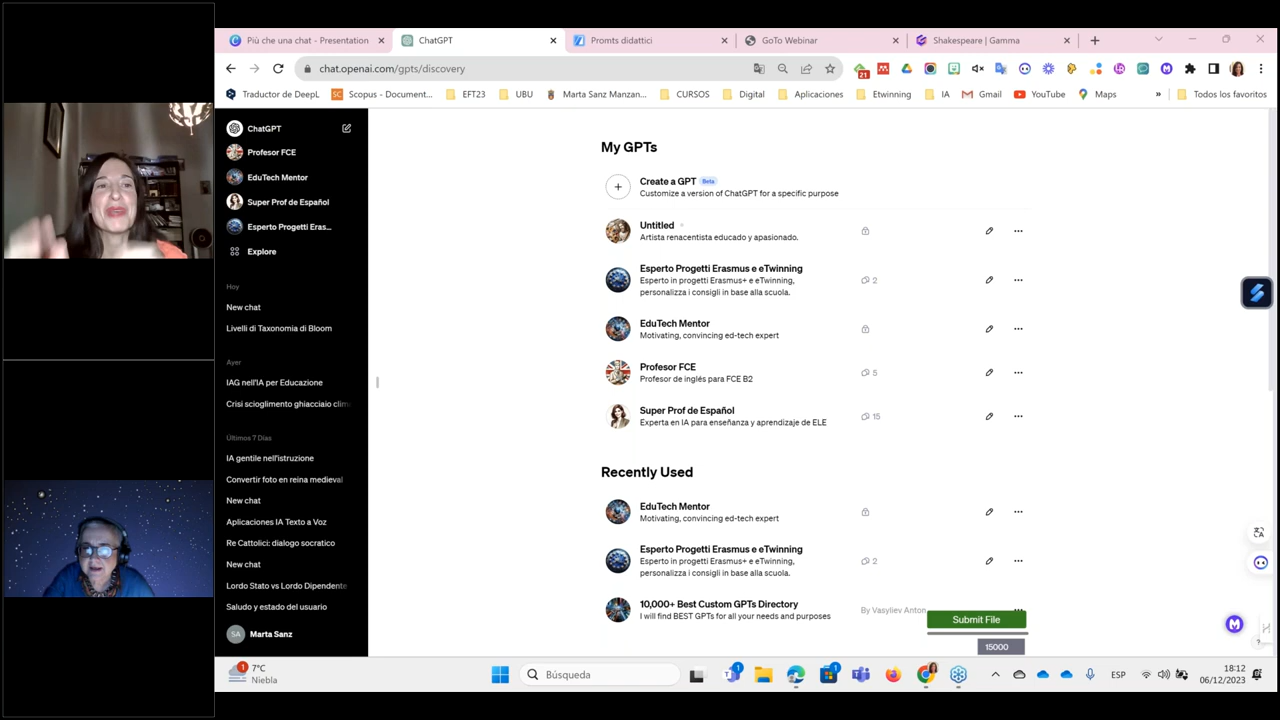 Più che una chat - Presentation
ChatGPT
Promts didattici
GoTo Webinar
Shakespeare | Gamma
chat.openai.com/gpts/discovery
21
Traductor de DeepL
Scopus - Document...
EFT23
UBU
Marta Sanz Manzan...
CURSOS
Digital
Aplicaciones
Etwinning
IA
Gmail
YouTube
Maps
»
Todos los favoritos
ChatGPT
Profesor FCE
EduTech Mentor
Super Prof de Español
Esperto Progetti Eras...
Explore
Hoy
New chat
Livelli di Taxonomia di Bloom
Ayer
IAG nell'IA per Educazione
Crisi scioglimento ghiacciaio clim
Últimos 7 Días
IA gentile nell'istruzione
Convertir foto en reina medieval
New chat
Aplicaciones IA Texto a Voz
Re Cattolici: dialogo socratico
New chat
Lordo Stato vs Lordo Dipendente
Saludo y estado del usuario
SA
Marta Sanz
My GPTs
Create a GPT Beta
Customize a version of ChatGPT for a specific purpose
Untitled
Artista renacentista educado y apasionado.
Esperto Progetti Erasmus e eTwinning
Esperto in progetti Erasmus+ e eTwinning,
personalizza i consigli in base alla scuola.
2
EduTech Mentor
Motivating, convincing ed-tech expert
Profesor FCE
Profesor de inglés para FCE B2
5
Super Prof de Español
Experta en IA para enseñanza y aprendizaje de ELE
15
Recently Used
EduTech Mentor
Motivating, convincing ed-tech expert
Esperto Progetti Erasmus e eTwinning
Esperto in progetti Erasmus+ e eTwinning,
personalizza i consigli in base alla scuola.
2
10,000+ Best Custom GPTs Directory
I will find BEST GPTs for all your needs and purposes
By Vasyliev Anton
Submit File
15000
?
1
7°C
Niebla
Búsqueda
1
1
ESP
18:12
06/12/2023